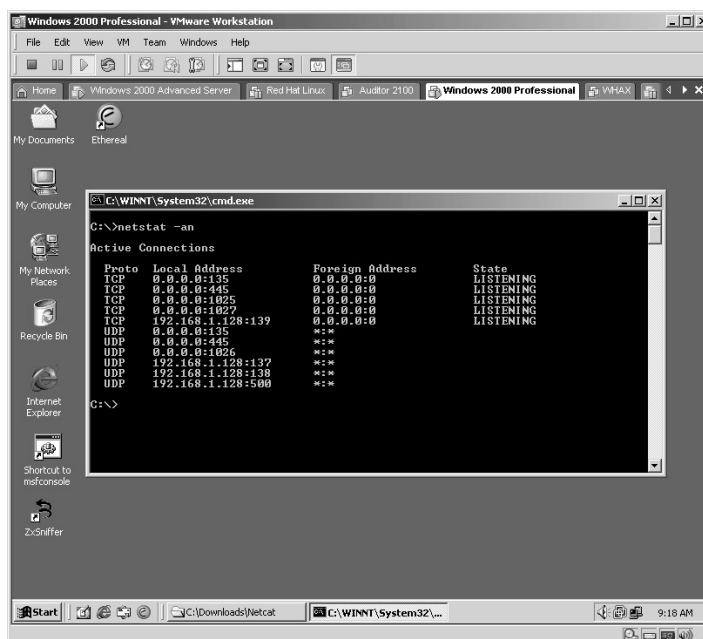 Windows 2000 Professional - VMware Workstation
File Edit View VM Team Windows Help
Home Windows 2000 Advanced Server Red Hat Linux Auditor 2100 Windows 2000 Professional WHAX
My Documents
Ethereal
My Computer
My Network
Places
Recycle Bin
Internet
Explorer
Shortcut to
msfconsole
ZxSniffer
C:\WINNT\System32\cmd.exe
C:\>netstat -an
Active Connections
Proto Local Address Foreign Address State
TCP 0.0.0.0:135 0.0.0.0:0 LISTENING
TCP 0.0.0.0:445 0.0.0.0:0 LISTENING
TCP 0.0.0.0:1025 0.0.0.0:0 LISTENING
TCP 0.0.0.0:1027 0.0.0.0:0 LISTENING
TCP 192.168.1.128:139 0.0.0.0:0 LISTENING
UDP 0.0.0.0:135 *:*
UDP 0.0.0.0:445 *:*
UDP 0.0.0.0:1026 *:*
UDP 192.168.1.128:137 *:*
UDP 192.168.1.128:138 *:*
UDP 192.168.1.128:500 *:*
C:\>
Start C:\Downloads\Netcat C:\WINNT\System32\... 9:18 AM